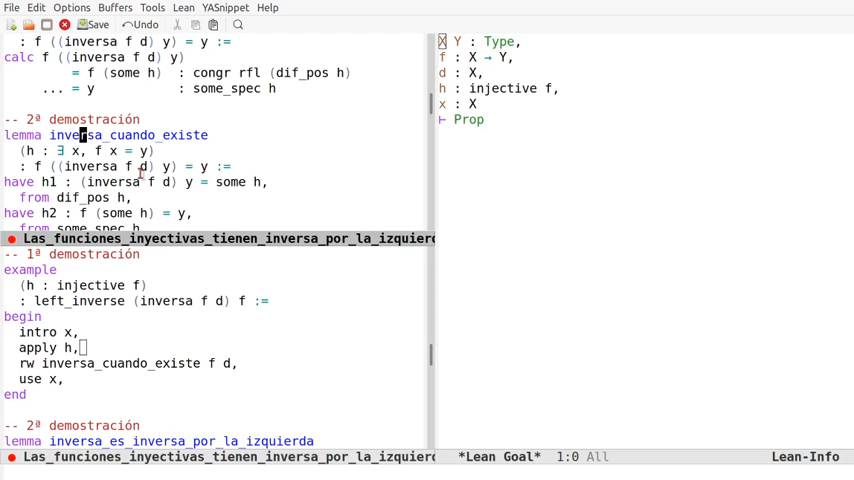 File Edit Options Buffers Tools Lean YASnippet Help
Save Undo
: f ((inversa f d) y) = y :=
calc f ((inversa f d) y)
= f (some h) : congr rfl (dif_pos h)
... = y : some_spec h
-- 2ª demostración
lemma inversa_cuando_existe
(h : ∃ x, f x = y)
: f ((inversa f d) y) = y :=
have h1 : (inversa f d) y = some h,
from dif_pos h,
have h2 : f (some h) = y,
from some_spec h
Las_funciones_inyectivas_tienen_inversa_por_la_izquierd
-- 1ª demostración
example
(h : injective f)
: left_inverse (inversa f d) f :=
begin
intro x,
apply h,
rw inversa_cuando_existe f d,
use x,
end
-- 2ª demostración
lemma inversa_es_inversa_por_la_izquierda
Las_funciones_inyectivas_tienen_inversa_por_la_izquierd
X Y : Type,
f : X → Y,
d : X,
h : injective f,
x : X
⊢ Prop
*Lean Goal* 1:0 All Lean-Info